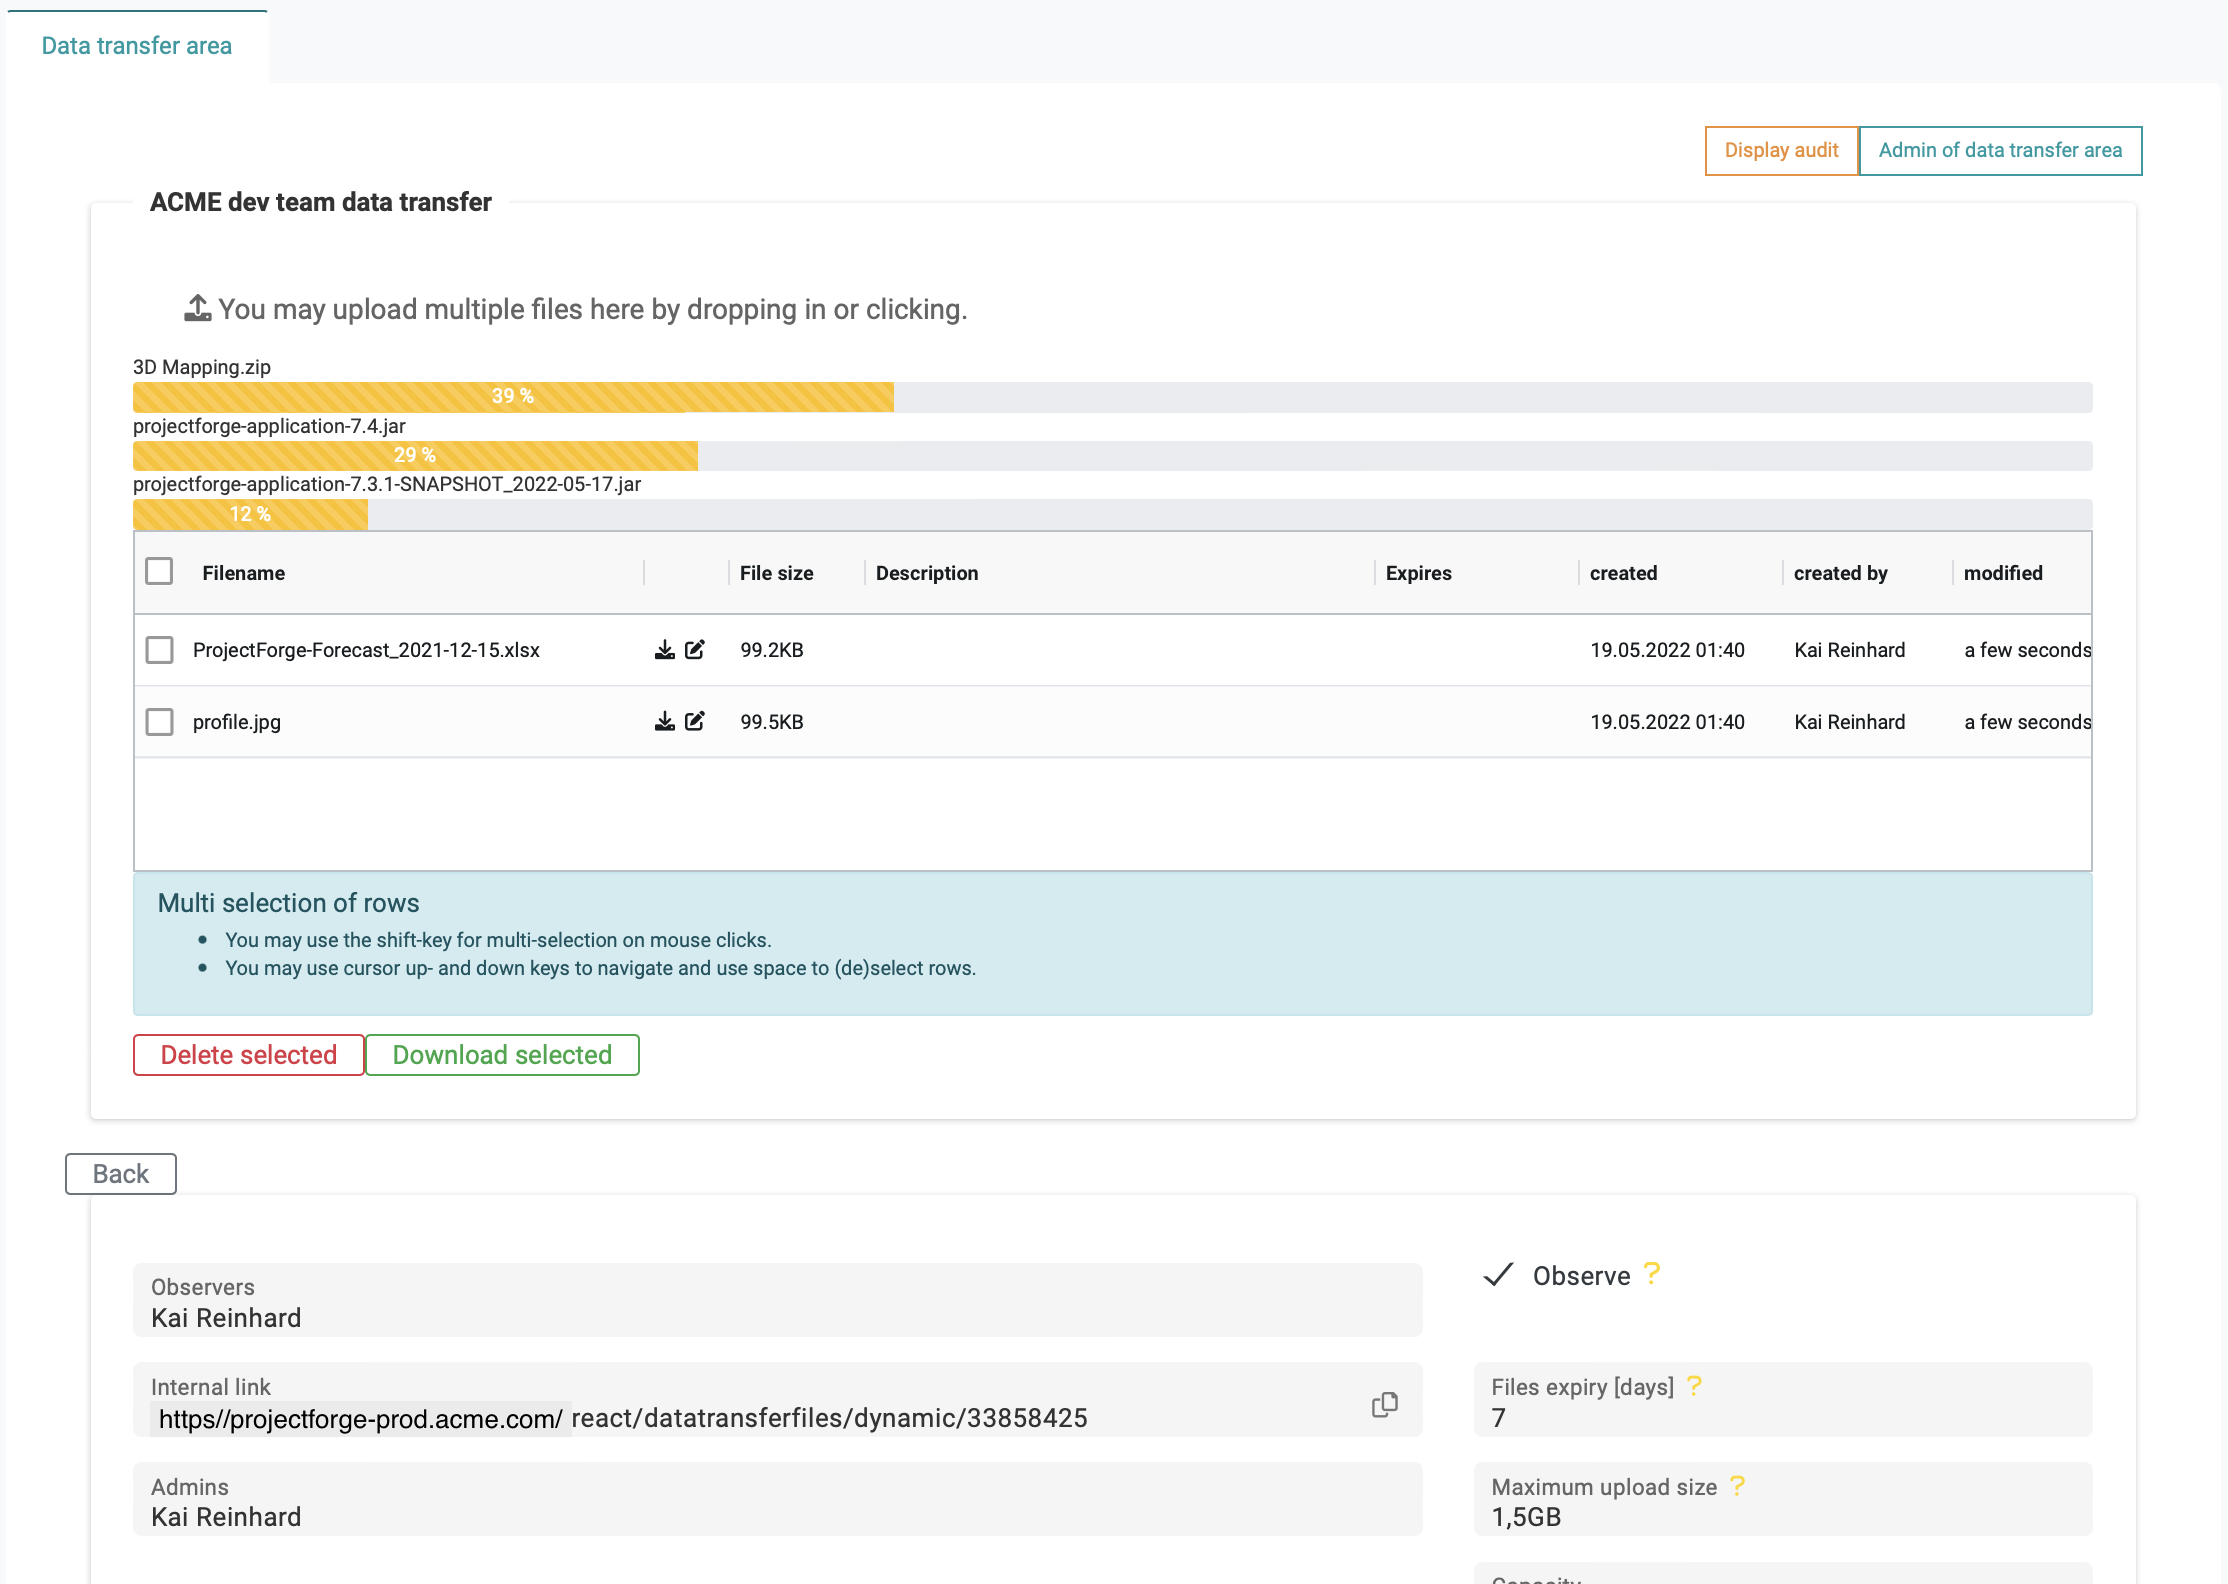 Data transfer area
Display audit Admin of data transfer area
ACME dev team data transfer
You may upload multiple files here by dropping in or clicking.
3D Mapping.zip
39 %
projectforge-application-7.4.jar
29 %
projectforge-application-7.3.1-SNAPSHOT_2022-05-17.jar
12 %
Filename File size Description Expires created created by modified
ProjectForge-Forecast_2021-12-15.xlsx 99.2KB 19.05.2022 01:40 Kai Reinhard a few seconds
profile.jpg 99.5KB 19.05.2022 01:40 Kai Reinhard a few seconds
Multi selection of rows
• You may use the shift-key for multi-selection on mouse clicks.
• You may use cursor up- and down keys to navigate and use space to (de)select rows.
Delete selected Download selected
Back
Observers
Kai Reinhard
Observe ?
Internal link
https//projectforge-prod.acme.com/ react/datatransferfiles/dynamic/33858425
Files expiry [days] ?
7
Admins
Kai Reinhard
Maximum upload size ?
1,5GB